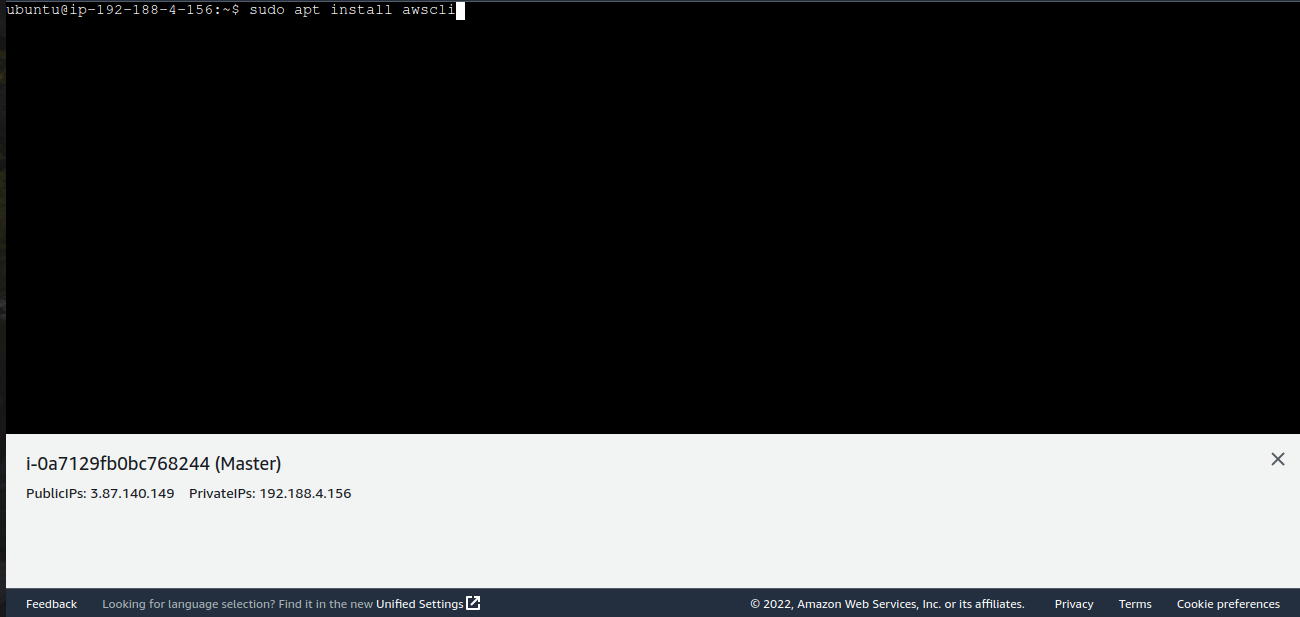 ubuntu@ip-192-188-4-156:~$ sudo apt install awscli
i-0a7129fb0bc768244 (Master)
PublicIPs: 3.87.140.149 PrivateIPs: 192.188.4.156
Feedback Looking for language selection? Find it in the new Unified Settings © 2022, Amazon Web Services, Inc. or its affiliates. Privacy Terms Cookie preferences